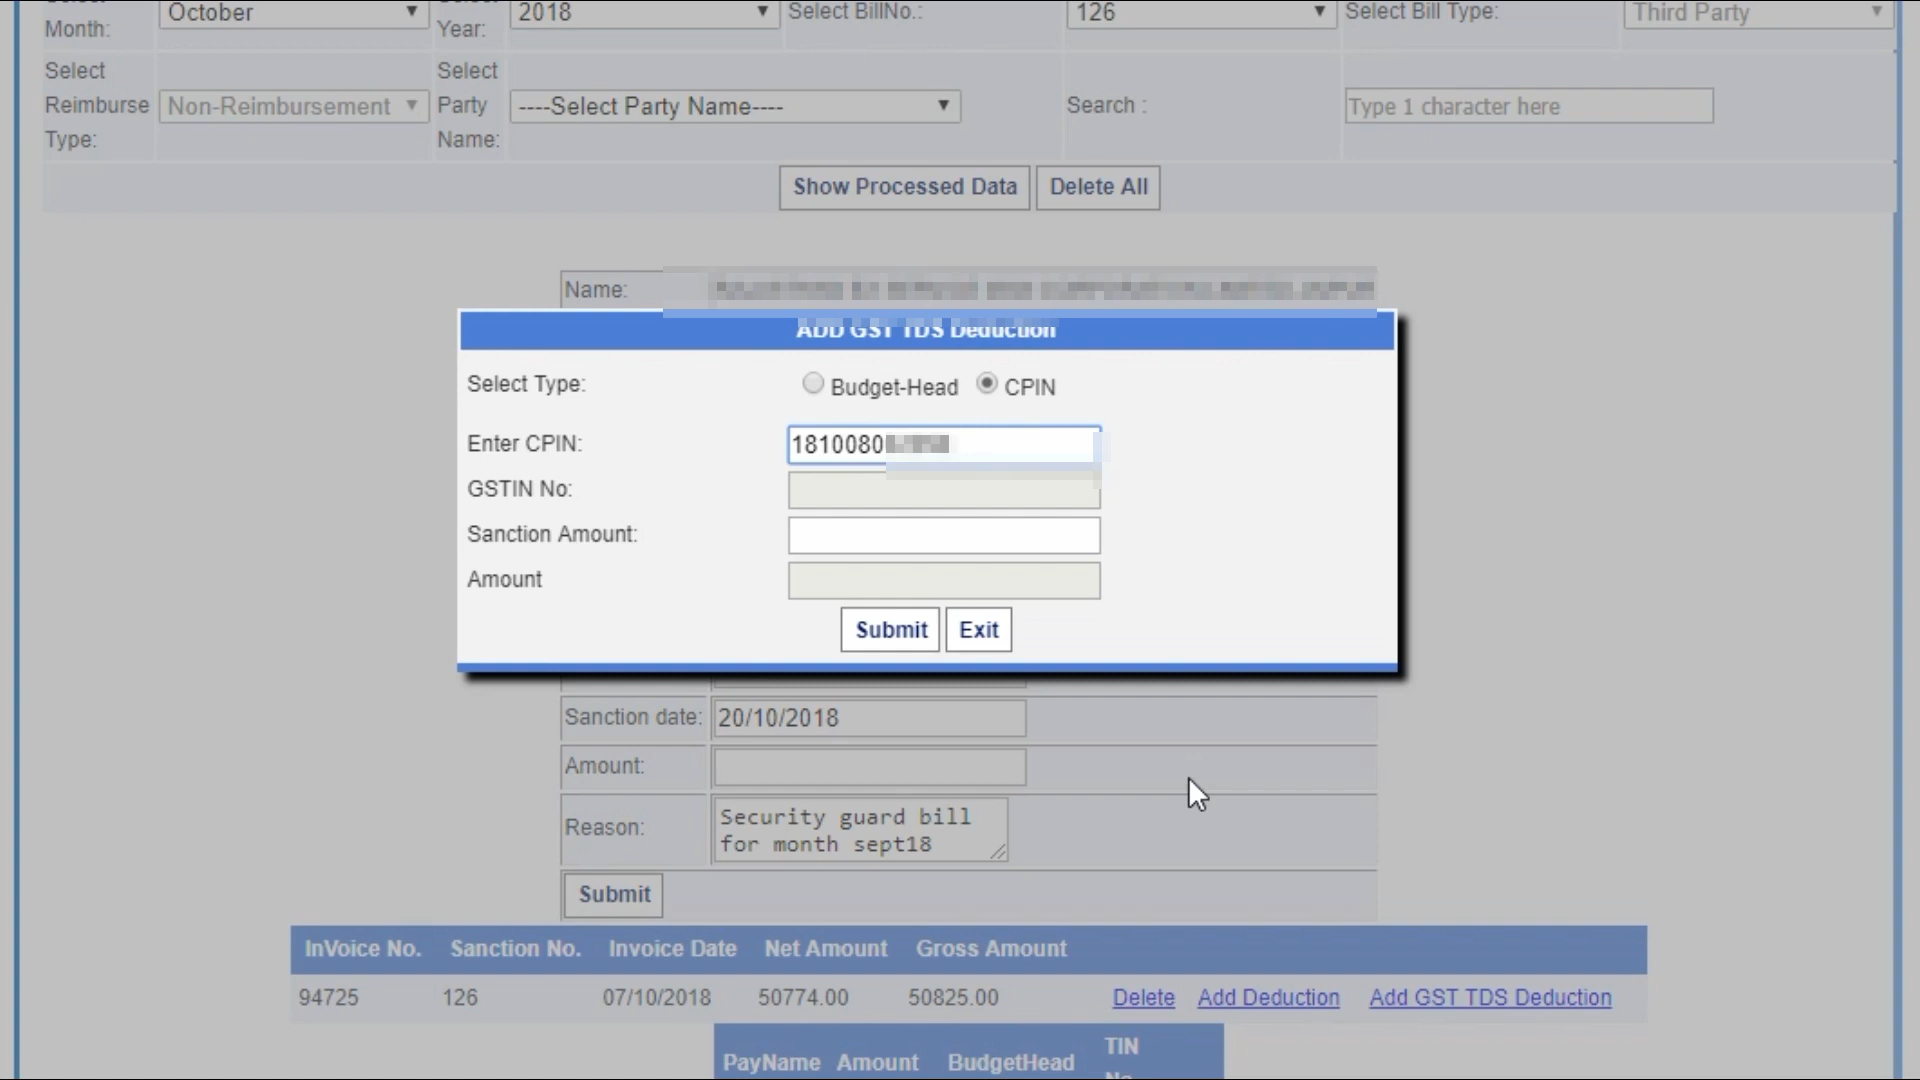 Month: October Year: 2018 Select BillNo.: 126 Select Bill Type: Third Party
Select Reimburse Type: Non-Reimbursement Select Party Name: ----Select Party Name---- Search : Type 1 character here
Show Processed Data Delete All
Name:
ADD GST TDS Deduction
Select Type: Budget-Head CPIN
Enter CPIN: 1810080
GSTIN No:
Sanction Amount:
Amount
Submit Exit
Sanction date: 20/10/2018
Amount:
Reason: Security guard bill
for month sept18
Submit
InVoice No. Sanction No. Invoice Date Net Amount Gross Amount
94725 126 07/10/2018 50774.00 50825.00 Delete Add Deduction Add GST TDS Deduction
PayName Amount BudgetHead TIN